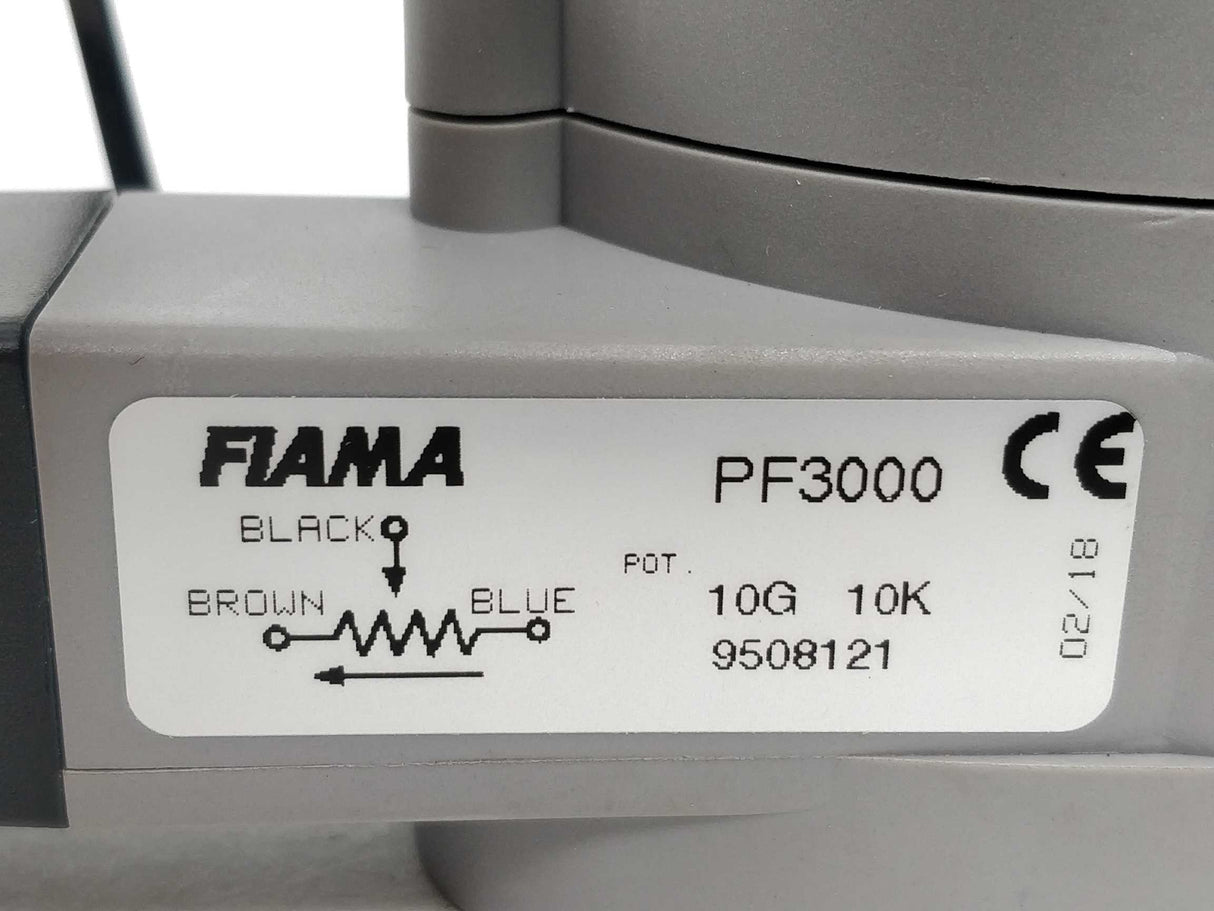 FIAMA
PF3000
CE
BLACK
POT.
BROWN
BLUE
10G 10K
9508121
02/18